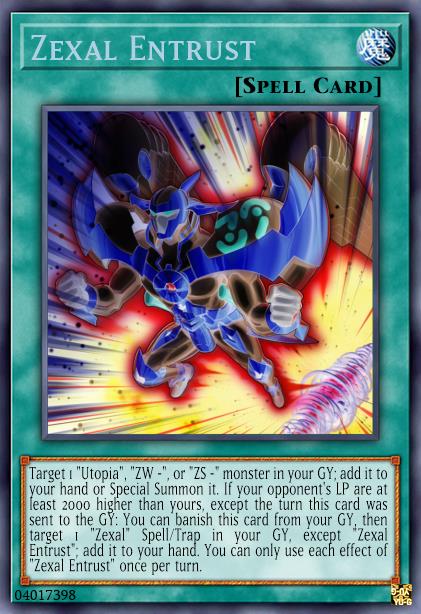 Zexal Entrust
魔
[Spell Card]
Target 1 "Utopia", "ZW -", or "ZS -" monster in your GY; add it to
your hand or Special Summon it. If your opponent's LP are at
least 2000 higher than yours, except the turn this card was
sent to the GY: You can banish this card from your GY, then
target 1 "Zexal" Spell/Trap in your GY, except "Zexal
Entrust"; add it to your hand. You can only use each effect of
"Zexal Entrust" once per turn.
04017398